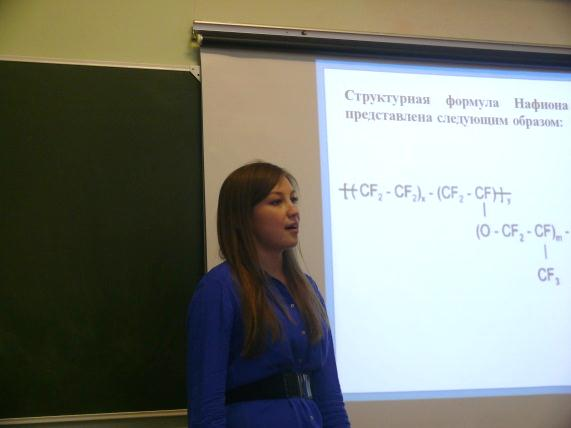 Структурная формула Нафиона
представлена следующим образом:
-[-(CF₂ - CF₂)ₓ - (CF₂ - CF)-]-ᵧ
(O - CF₂ - CF)ₘ -
CF₃